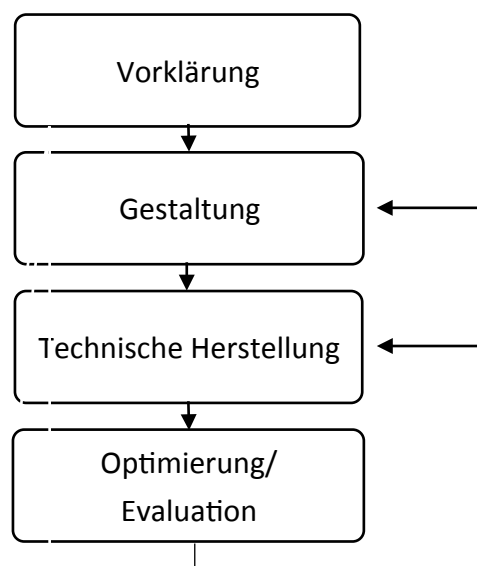 Vorklärung
Gestaltung
Technische Herstellung
Optimierung/
Evaluation